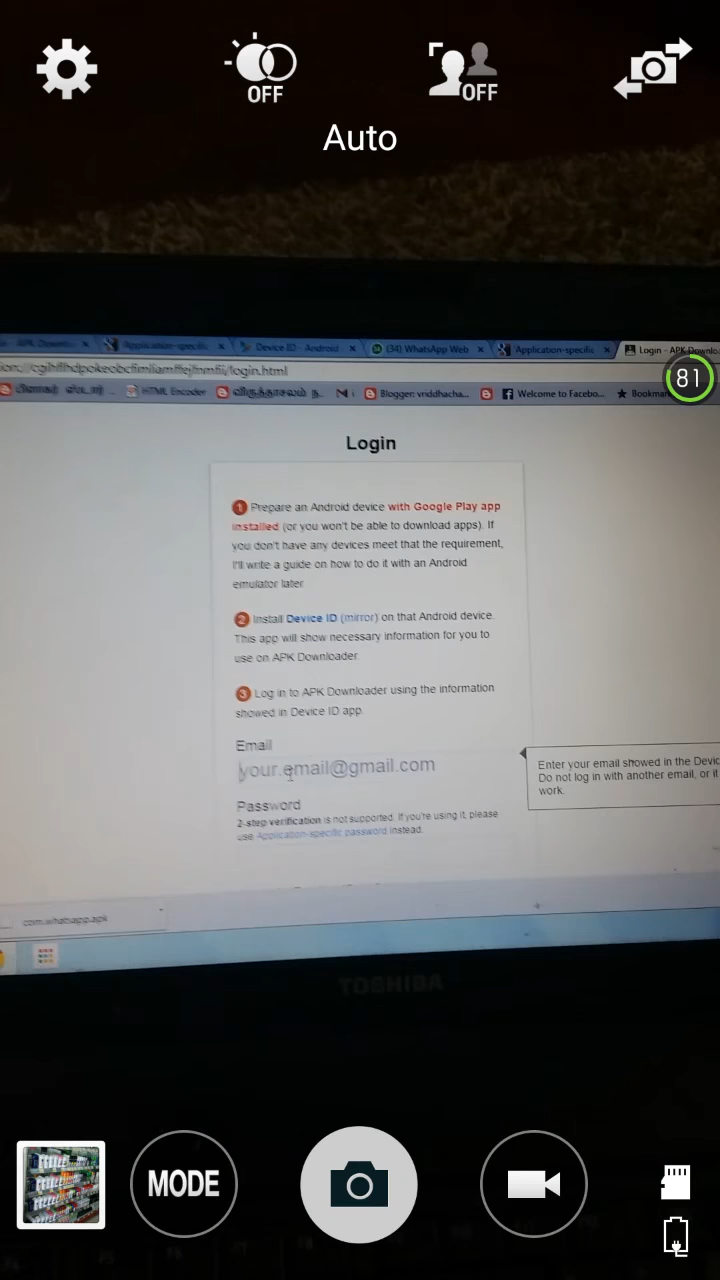 OFF
OFF
Auto
Device ID - Android
(34) WhatsApp Web
"Application-specific
Login - APK Downlo
/login.html
81
HTML Encoder
Blogger: vriddhacha...
Welcome to Facebo...
Bookmar
Login
1 Prepare an Android device with Google Play app
installed (or you won't be able to download apps). If
you don't have any devices meet that the requirement,
I'll write a guide on how to do it with an Android
emulator later.
2 Install Device ID (mirror) on that Android device.
This app will show necessary information for you to
use on APK Downloader.
3 Log in to APK Downloader using the information
showed in Device ID app.
Email
your.email@gmail.com
Enter your email showed in the Devic
Do not log in with another email, or it
work.
Password
2-step verification is not supported. If you're using it, please
use Application-specific password instead.
com.whatsapp.apk
TOSHIBA
MODE